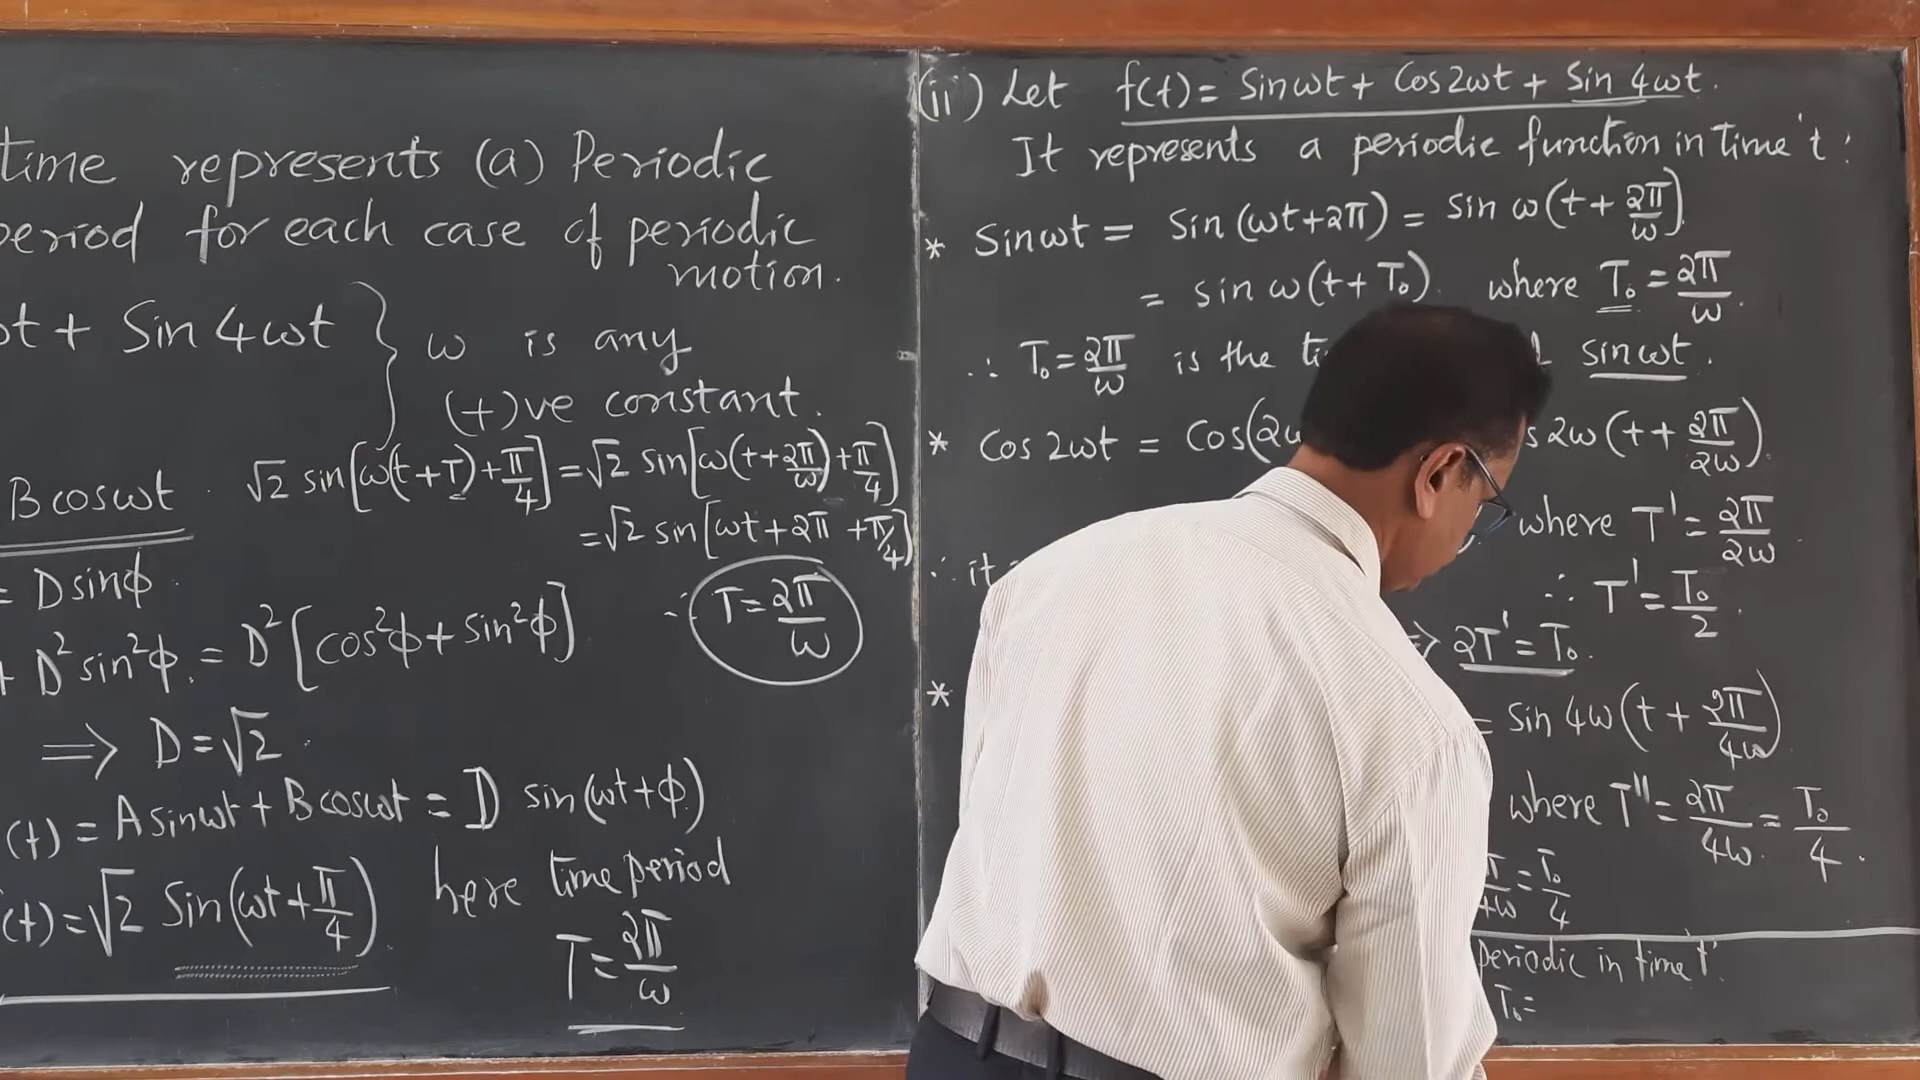 time represents (a) Periodic
period for each case of periodic
motion.
ωt + Sin 4ωt } ω is any
(+)ve constant.
B cosωt . √2 sin[ω(t+T)+π/4] = √2 sin[ω(t+2π/ω)+π/4]
= √2 sin[ωt+2π+π/4]
= D sinφ .
∴ T = 2π/ω
+ D² sin²φ. = D² [cos²φ + sin²φ]
⇒ D = √2 .
(t) = A sinωt + B cosωt = D sin(ωt+φ)
(t) = √2 Sin(ωt+π/4) . here time period
T = 2π/ω
(ii) Let f(t) = Sinωt + Cos2ωt + Sin 4ωt .
It represents a periodic function in time 't'.
* Sinωt = Sin (ωt+2π) = sin ω(t + 2π/ω).
= sin ω(t+T₀) where T₀ = 2π/ω .
∴ T₀ = 2π/ω is the sinωt .
* Cos 2ωt = Cos(2ω 2ω(t+2π/2ω).
where T' = 2π/2ω .
∴ it
∴ T' = T₀/2 .
⇒ 2T' = T₀ .
* = Sin 4ω(t + 2π/4ω)
where T'' = 2π/4ω = T₀/4 .
π/4ω = T₀/4
periodic in time 't'.
T₀ =